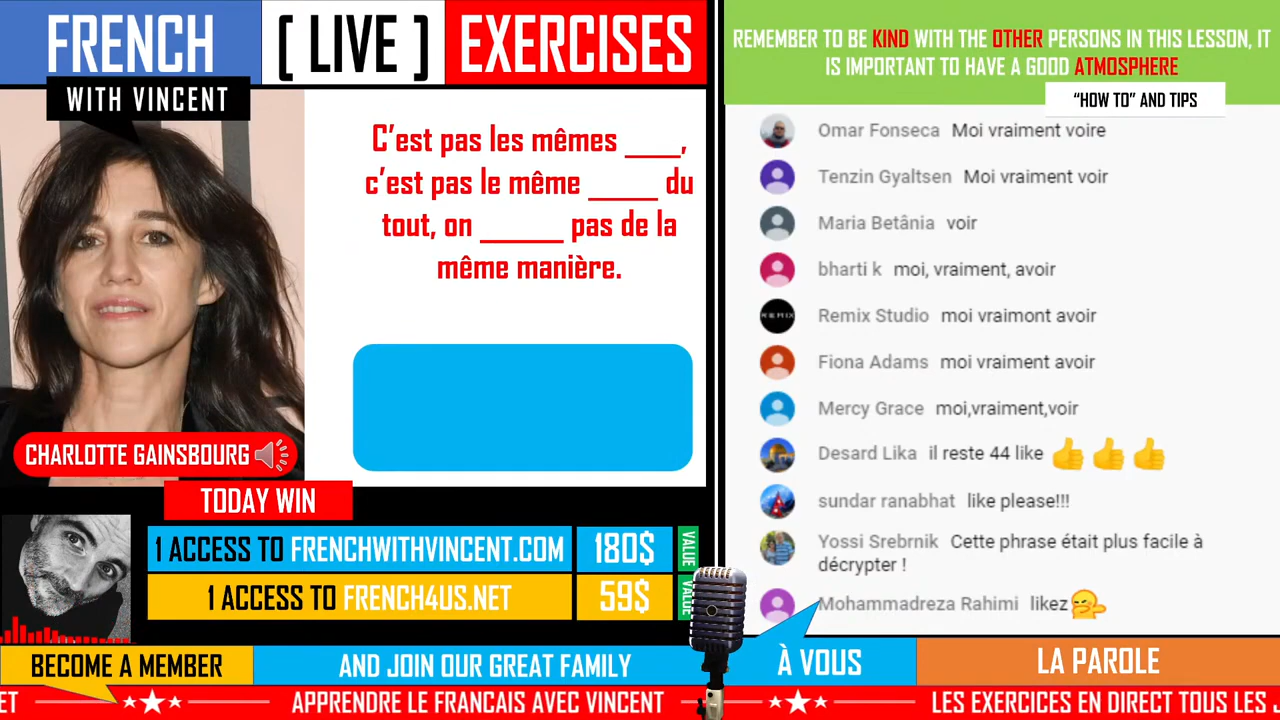 FRENCH
[ LIVE ]
EXERCISES
WITH VINCENT
C'est pas les mêmes ____,
c'est pas le même _____ du
tout, on ______ pas de la
même manière.
CHARLOTTE GAINSBOURG
TODAY WIN
1 ACCESS TO FRENCHWITHVINCENT.COM
180$
VALUE
1 ACCESS TO FRENCH4US.NET
59$
VALUE
REMEMBER TO BE KIND WITH THE OTHER PERSONS IN THIS LESSON, IT
IS IMPORTANT TO HAVE A GOOD ATMOSPHERE
"HOW TO" AND TIPS
Omar Fonseca Moi vraiment voire
Tenzin Gyaltsen Moi vraiment voir
Maria Betânia voir
bharti k moi, vraiment, avoir
Remix Studio moi vraimont avoir
Fiona Adams moi vraiment avoir
Mercy Grace moi,vraiment,voir
Desard Lika il reste 44 like 👍👍👍
sundar ranabhat like please!!!
Yossi Srebrnik Cette phrase était plus facile à
décrypter !
Mohammadreza Rahimi likez
BECOME A MEMBER
AND JOIN OUR GREAT FAMILY
À VOUS
LA PAROLE
ET
APPRENDRE LE FRANCAIS AVEC VINCENT
LES EXERCICES EN DIRECT TOUS LES J